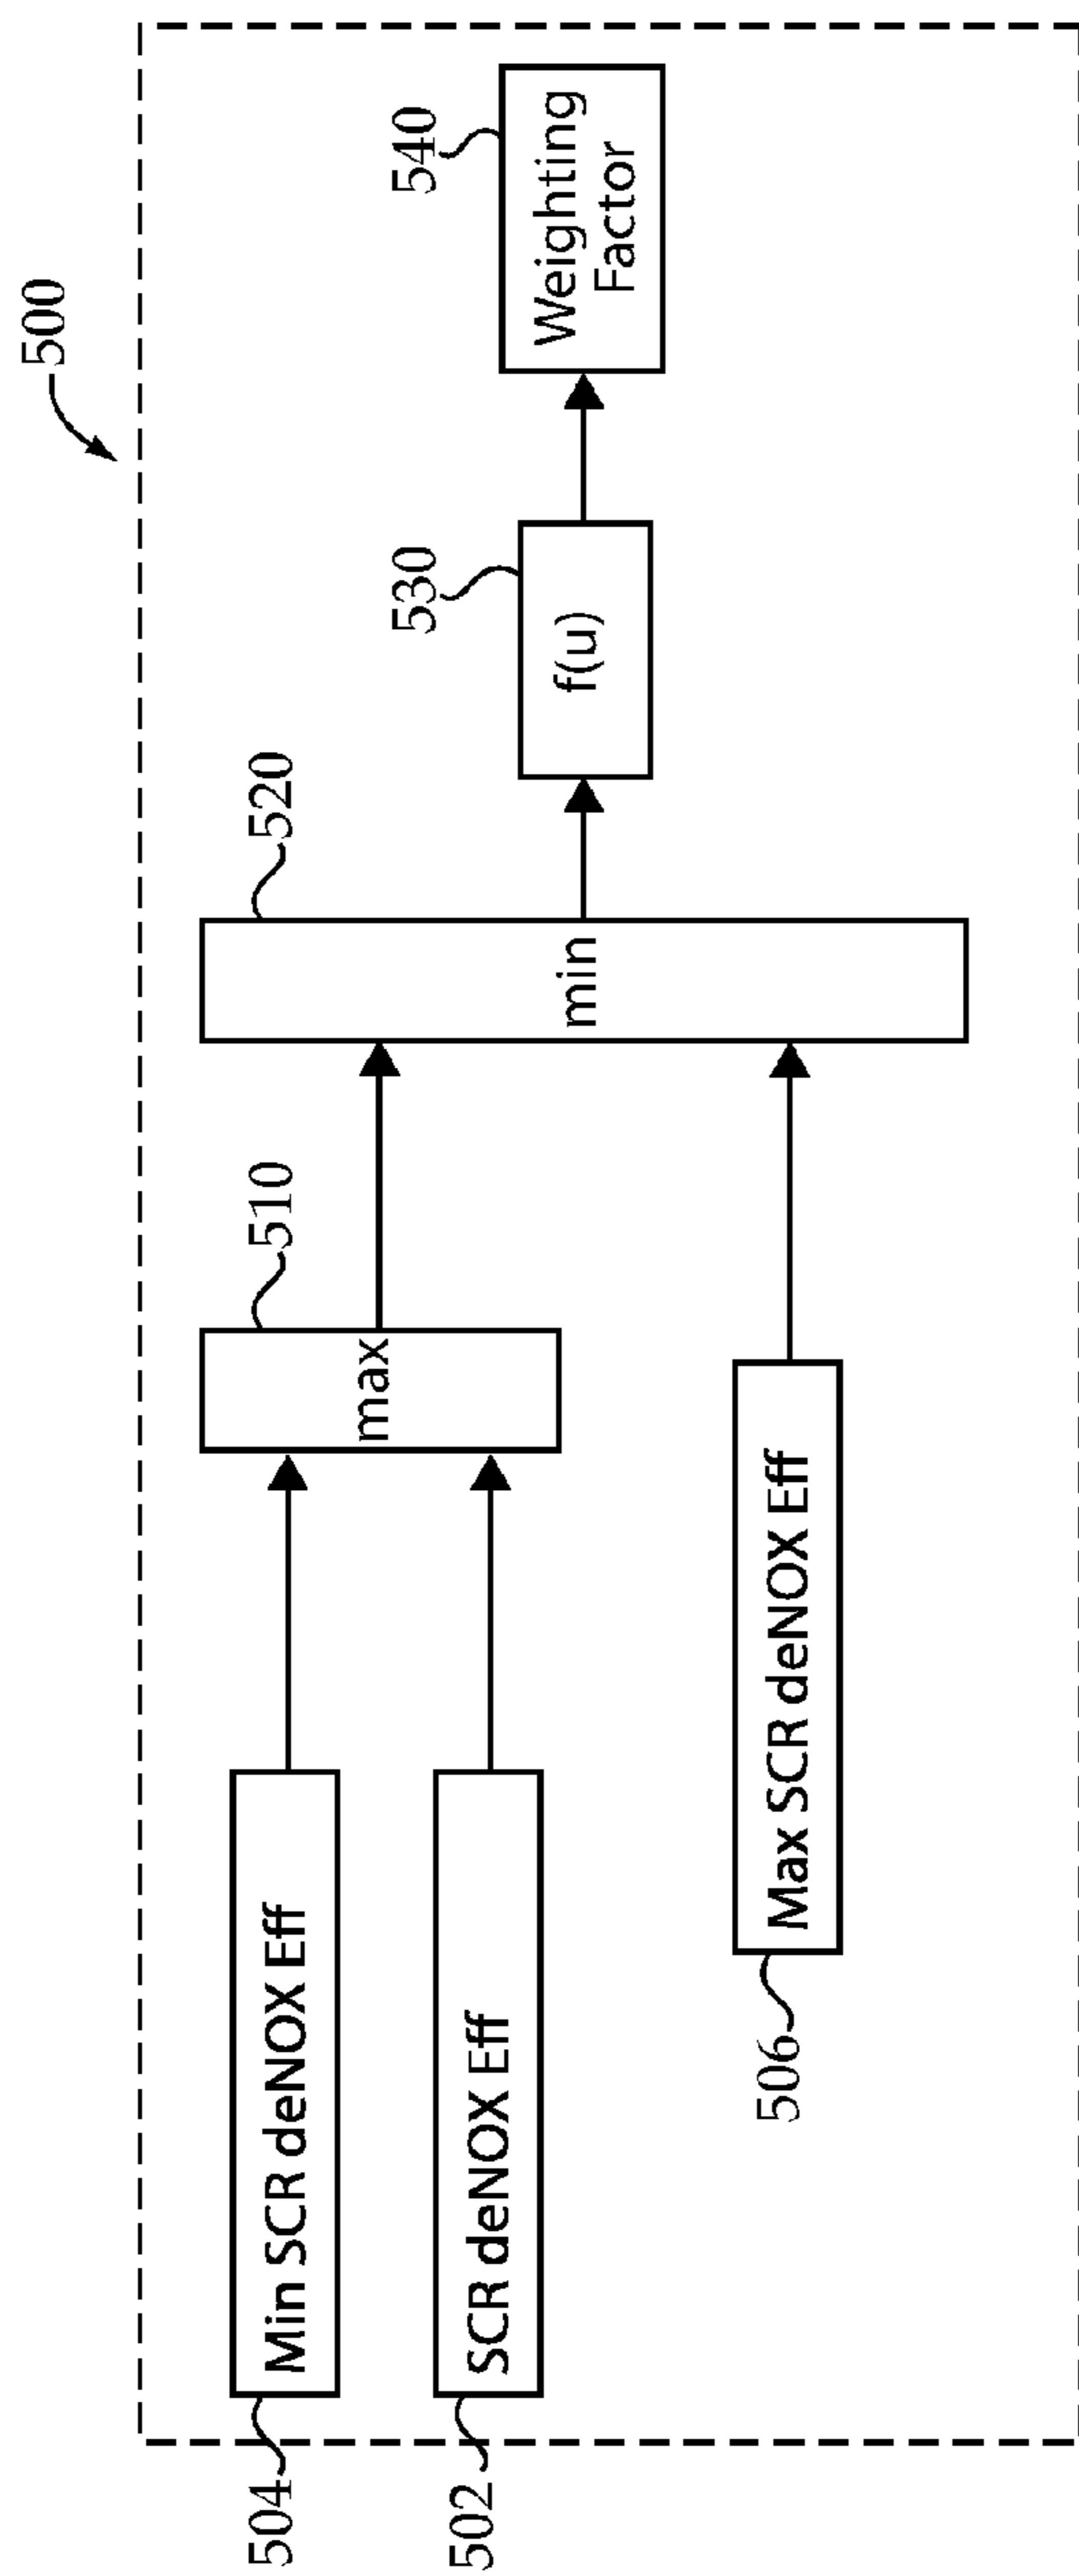 500
504
Min SCR deNOX Eff
502
SCR deNOX Eff
506
Max SCR deNOX Eff
510
max
520
min
530
f(u)
540
Weighting
Factor